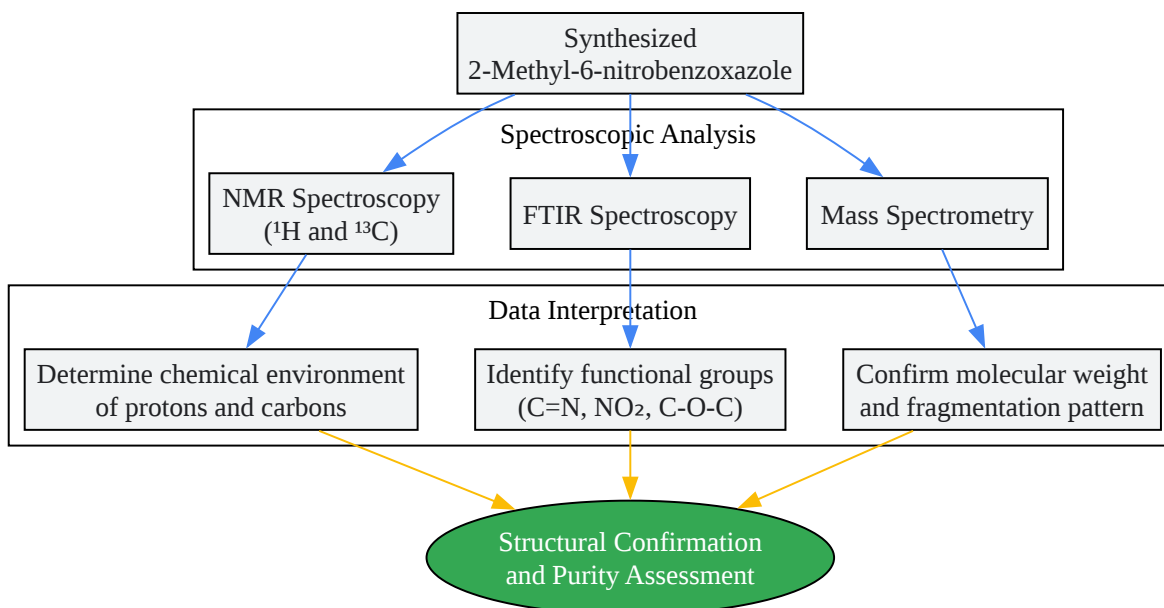 Synthesized
2-Methyl-6-nitrobenzoxazole
Spectroscopic Analysis
NMR Spectroscopy
(¹H and ¹³C)
FTIR Spectroscopy
Mass Spectrometry
Data Interpretation
Determine chemical environment
of protons and carbons
Identify functional groups
(C=N, NO₂, C-O-C)
Confirm molecular weight
and fragmentation pattern
Structural Confirmation
and Purity Assessment